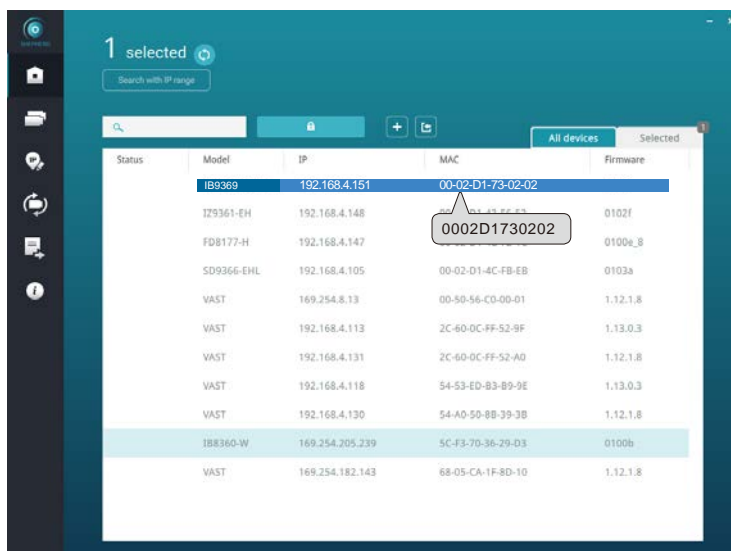 SHEPHERD
1 selected
Search with IP range
All devices Selected 1
Status Model IP MAC Firmware
IB9369 192.168.4.151 00-02-D1-73-02-02
IZ9361-EH 192.168.4.148 0102f
0002D1730202
FD8177-H 192.168.4.147 0100e_8
SD9366-EHL 192.168.4.105 00-02-D1-4C-FB-EB 0103a
VAST 169.254.8.13 00-50-56-C0-00-01 1.12.1.8
VAST 192.168.4.113 2C-60-0C-FF-52-9F 1.13.0.3
VAST 192.168.4.131 2C-60-0C-FF-52-A0 1.12.1.8
VAST 192.168.4.118 54-53-ED-B3-B9-9E 1.13.0.3
VAST 192.168.4.130 54-A0-50-8B-39-3B 1.12.1.8
IB8360-W 169.254.205.239 5C-F3-70-36-29-D3 0100b
VAST 169.254.182.143 68-05-CA-1F-8D-10 1.12.1.8